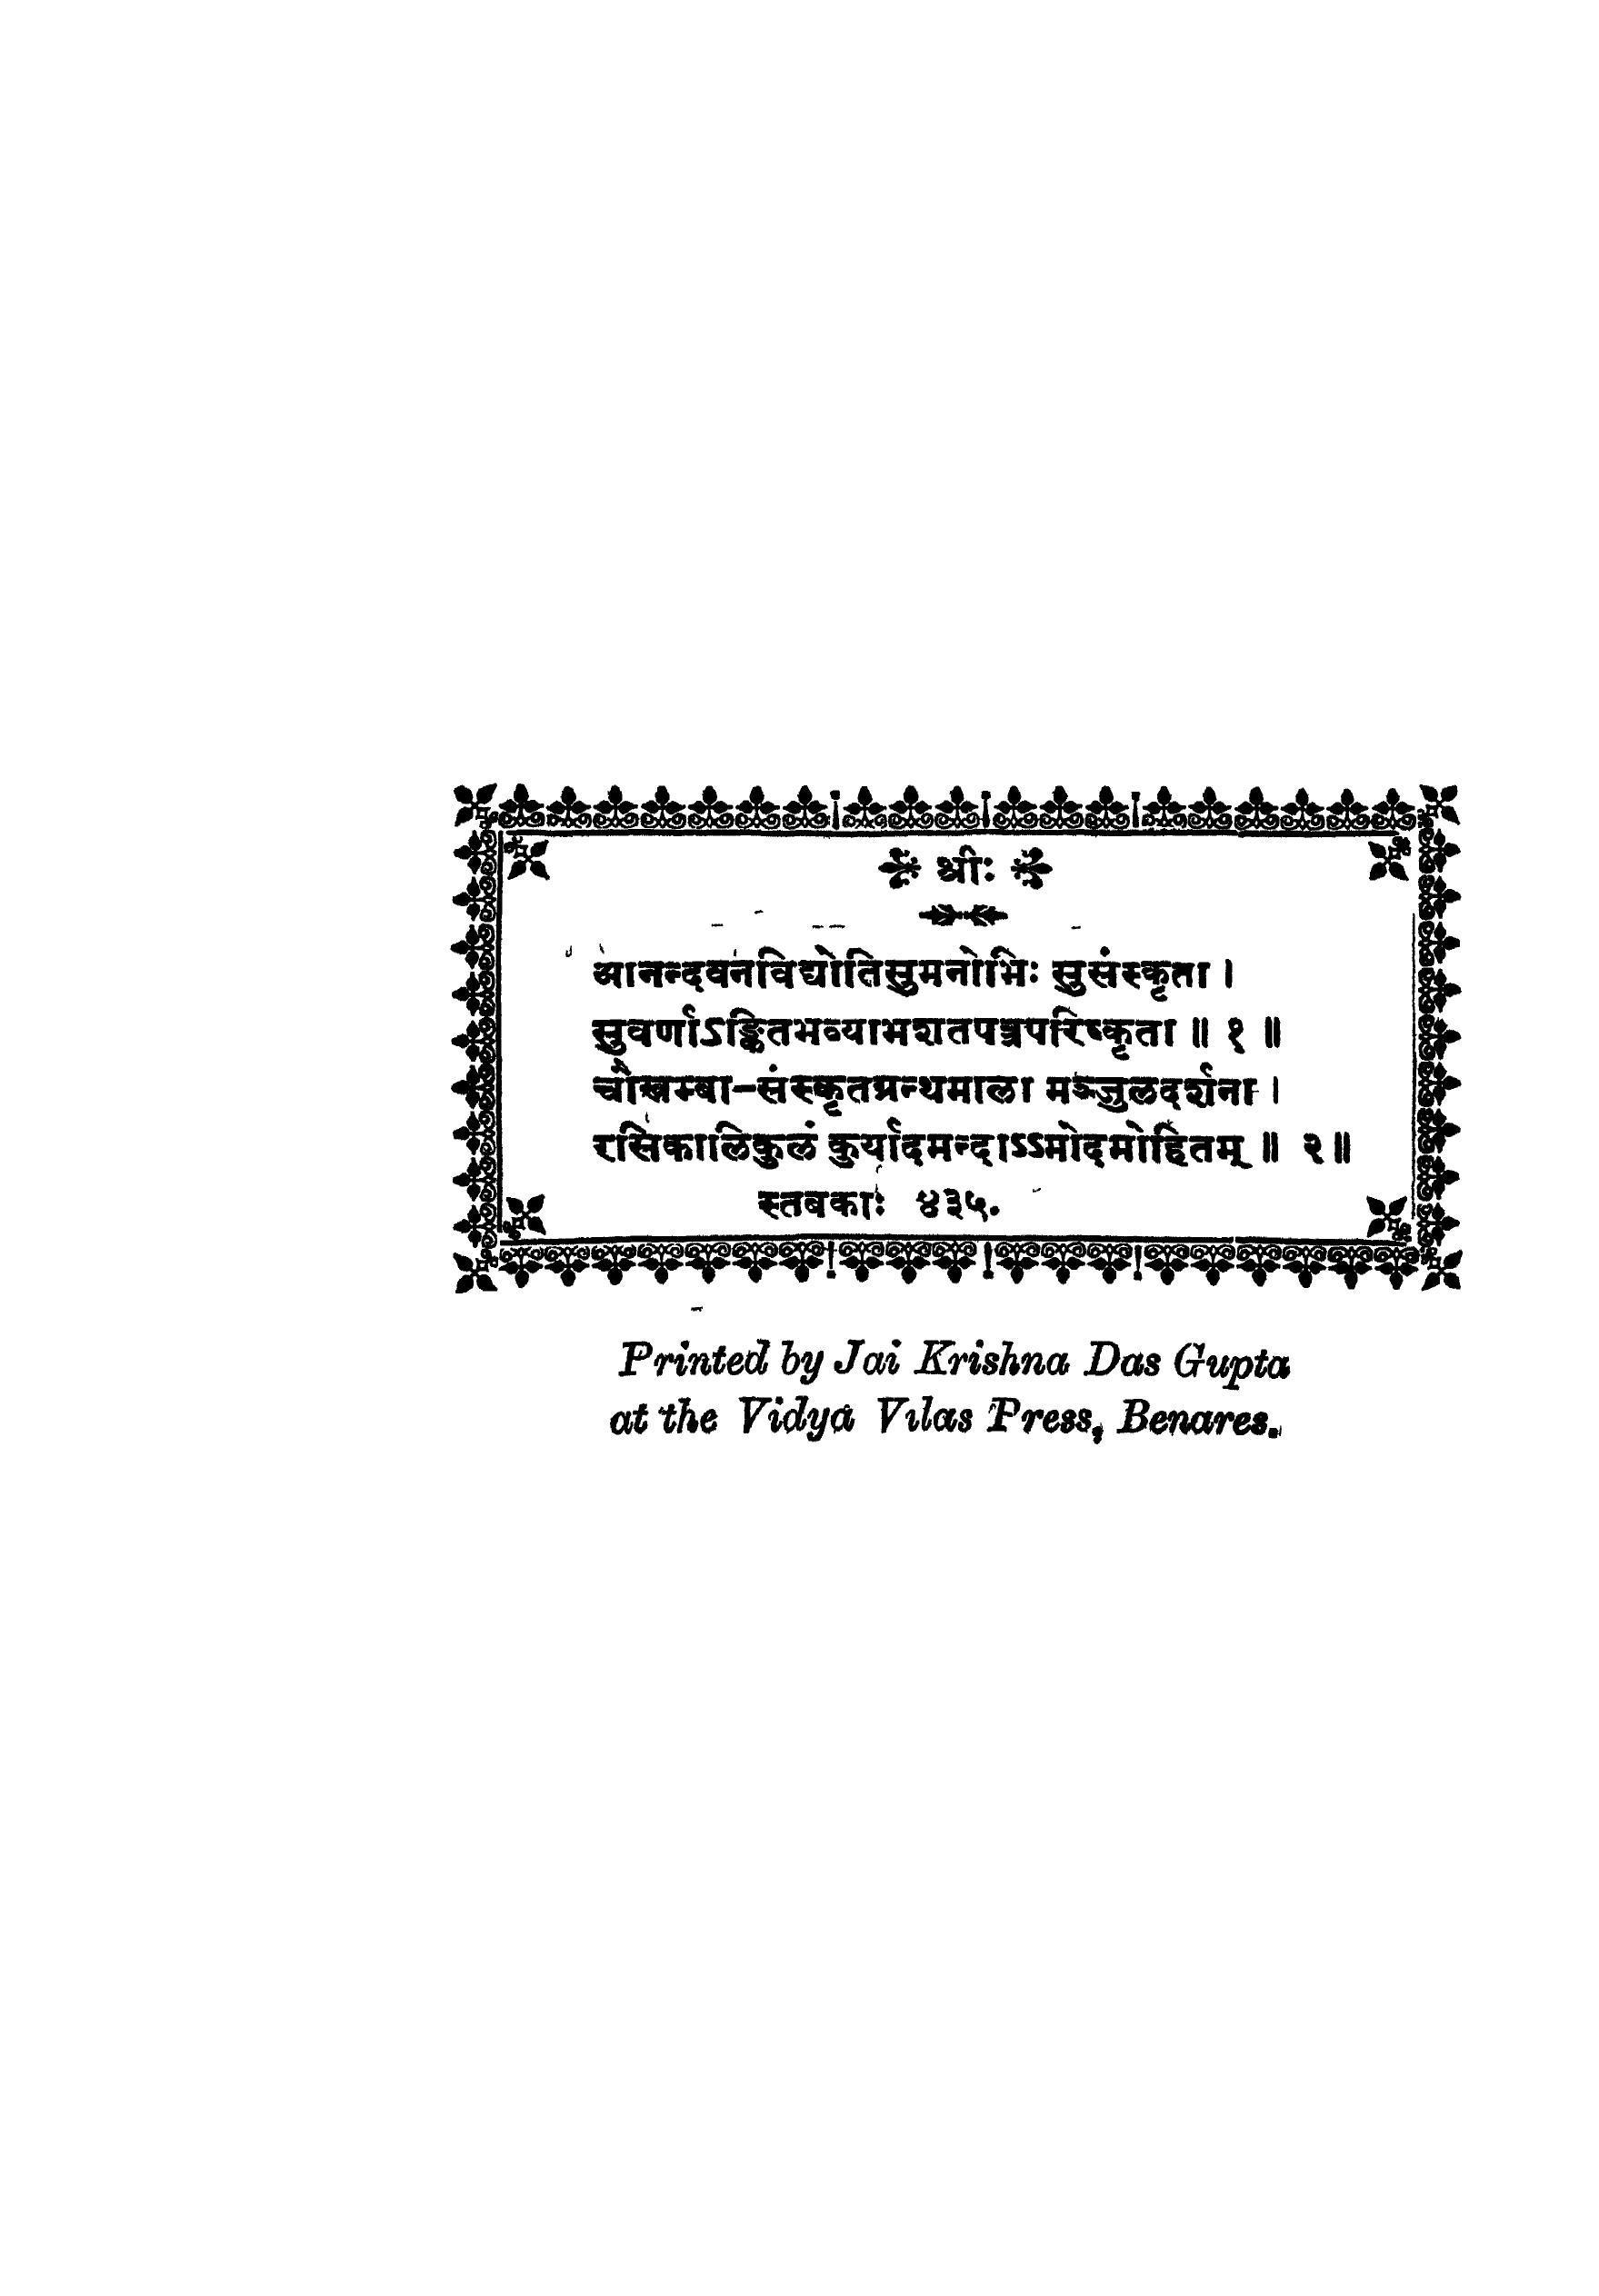 श्रीः
आनन्दवनविद्योतिसुमनोभिः सुसंस्कृता ।
सुवर्णाऽङ्कितभव्याभशतपत्रपरिष्कृता ॥ १ ॥
चौखम्बा-संस्कृतग्रन्थमाला मञ्जुलदर्शना ।
रसिकालिकुलं कुर्यादमन्दाऽऽमोदमोहितम् ॥ २ ॥
स्तबकाः ४३५.
Printed by Jai Krishna Das Gupta
at the Vidya Vilas Press, Benares.